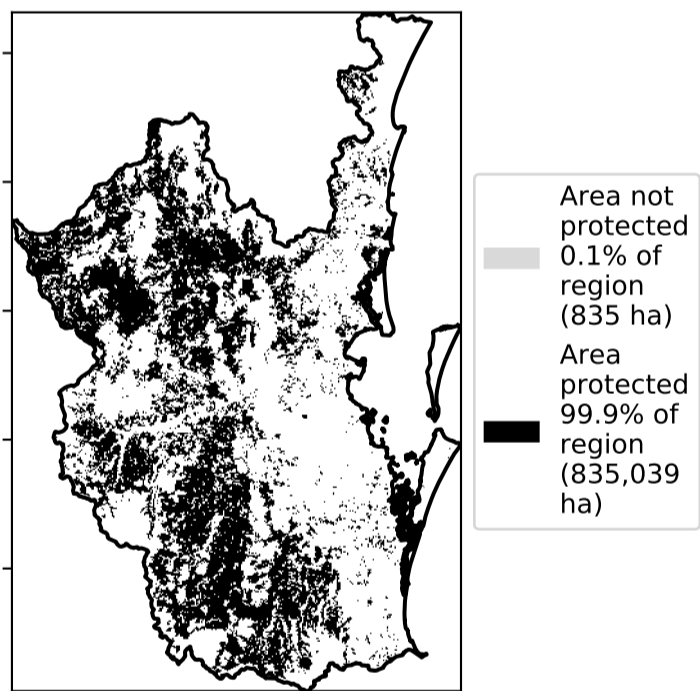 Area not
protected
0.1% of
region
(835 ha)
Area
protected
99.9% of
region
(835,039
ha)